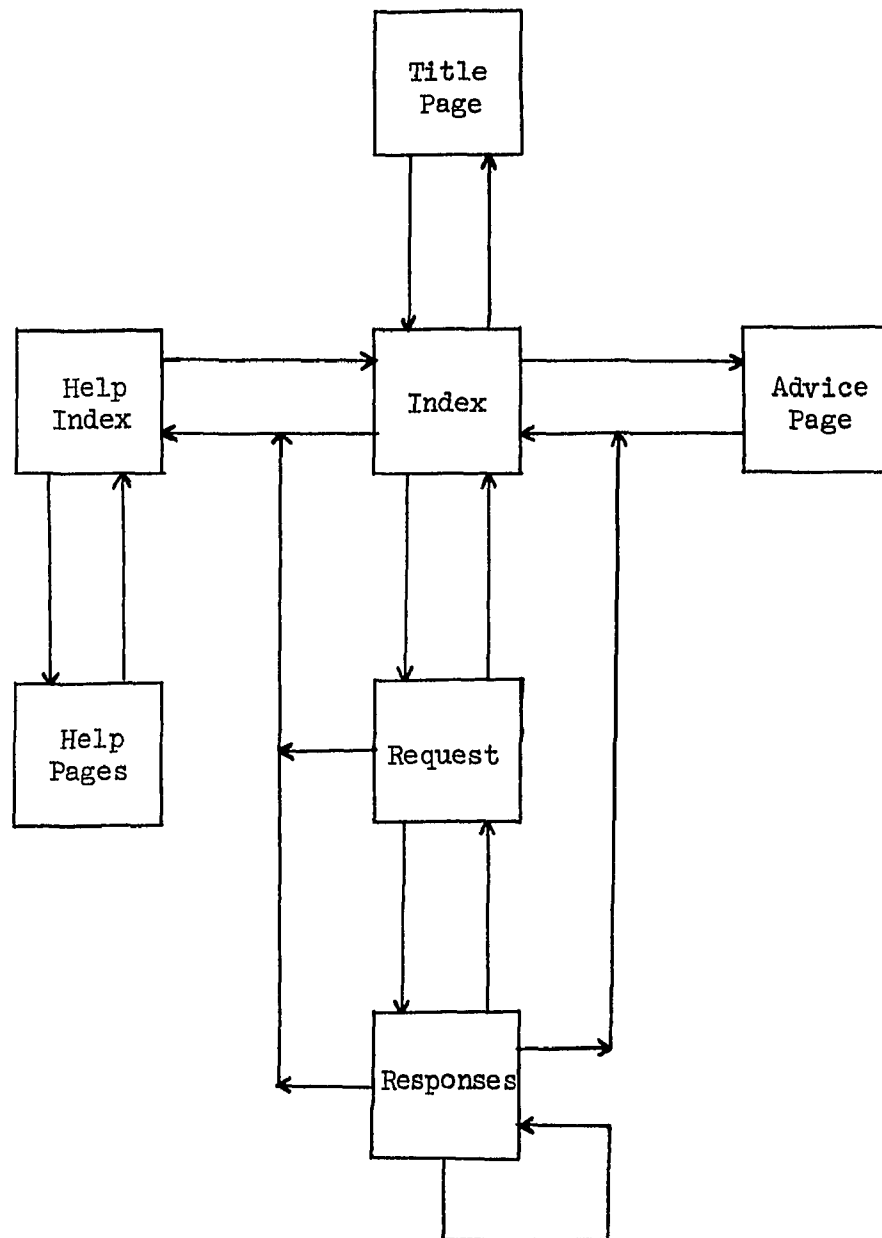 Title
Page
Help
Index
Index
Advice
Page
Help
Pages
Request
Responses